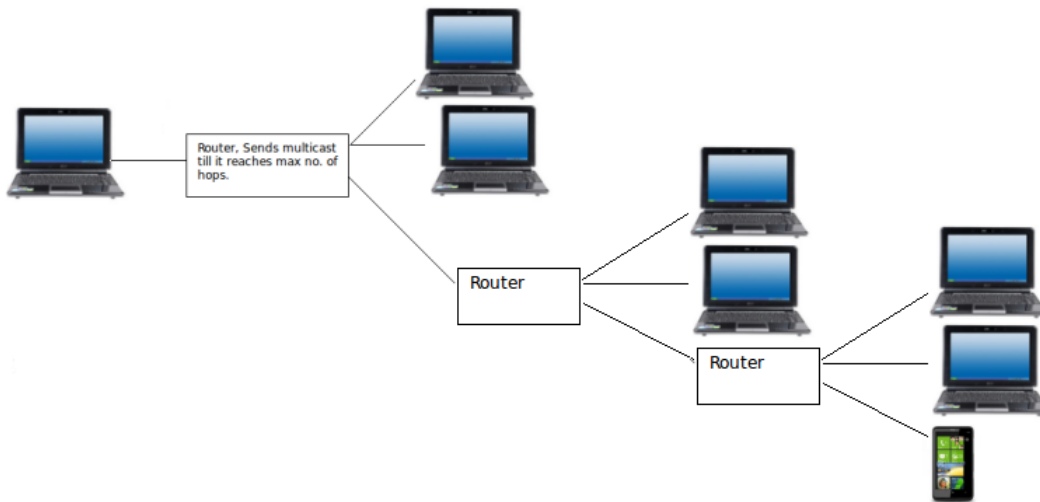 Router, Sends multicast
till it reaches max no. of
hops.
Router
Router